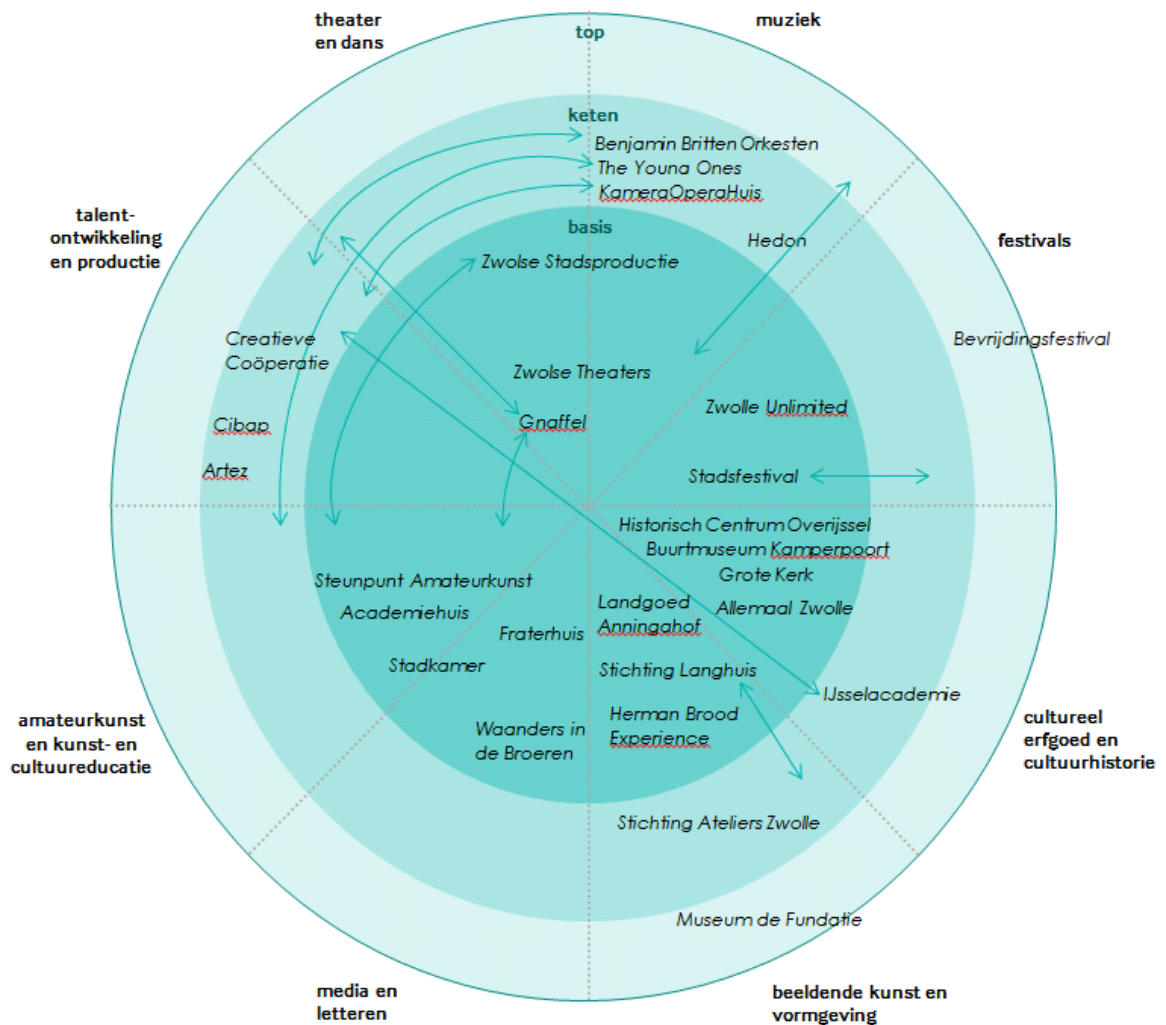 theater
en dans
muziek
top
keten
Benjamin Britten Orkesten
The Youna Ones
KameraOperaHuis
talent-
ontwikkeling
en productie
basis
Hedon
festivals
Zwolse Stadsproductie
Creatieve
Coöperatie
Bevrijdingsfestival
Zwolse Theaters
Zwolle Unlimited
Gnaffel
Cibap
Artez
Stadsfestival
Historisch Centrum Overijssel
Buurtmuseum Kamperpoort
Grote Kerk
Steunpunt Amateurkunst
Academiehuis
Landgoed
Anningahof
Allemaal Zwolle
Fraterhuis
Stadkamer
Stichting Langhuis
IJsselacademie
Waanders in
de Broeren
Herman Brood
Experience
amateurkunst
en kunst- en
cultuureducatie
cultureel
erfgoed en
cultuurhistorie
Stichting Ateliers Zwolle
Museum de Fundatie
media en
letteren
beeldende kunst en
vormgeving